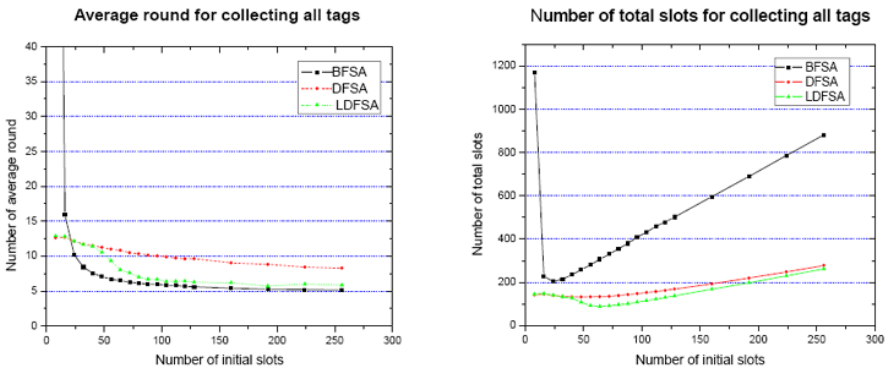 Average round for collecting all tags
40
35
30
25
20
15
10
5
0
Number of average round
BFSA
DFSA
LDFSA
0 50 100 150 200 250 300
Number of initial slots
Number of total slots for collecting all tags
1200
1000
800
600
400
200
0
Number of total slots
BFSA
DFSA
LDFSA
0 50 100 150 200 250 300
Number of initial slots